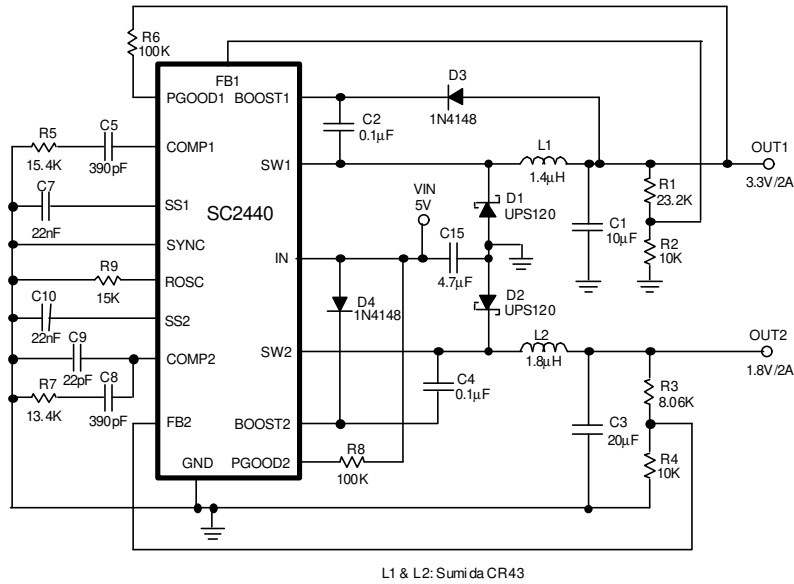 R6
100K
FB1
PGOOD1
BOOST1
D3
1N4148
C2
0.1µF
R5
15.4K
C5
390pF
COMP1
SW1
L1
1.4µH
OUT1
3.3V/2A
C7
22nF
SS1
SC2440
VIN
5V
D1
UPS120
C1
10µF
R1
23.2K
R2
10K
SYNC
IN
C15
4.7µF
R9
15K
ROSC
D4
1N4148
D2
UPS120
C10
22nF
SS2
C9
22pF
COMP2
SW2
L2
1.8µH
OUT2
1.8V/2A
R7
13.4K
C8
390pF
C4
0.1µF
R3
8.06K
FB2
BOOST2
C3
20µF
R4
10K
GND
PGOOD2
R8
100K
L1 & L2: Sumida CR43